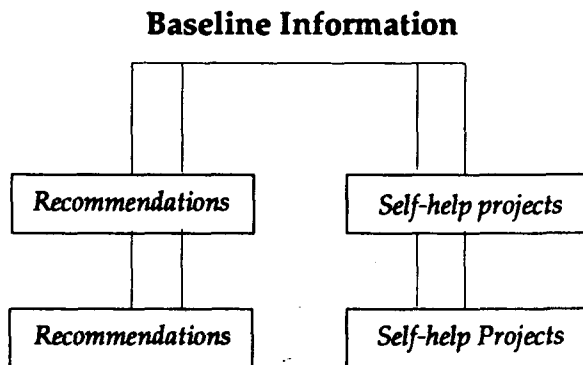 Baseline Information
Recommendations
Self-help projects
Recommendations
Self-help Projects